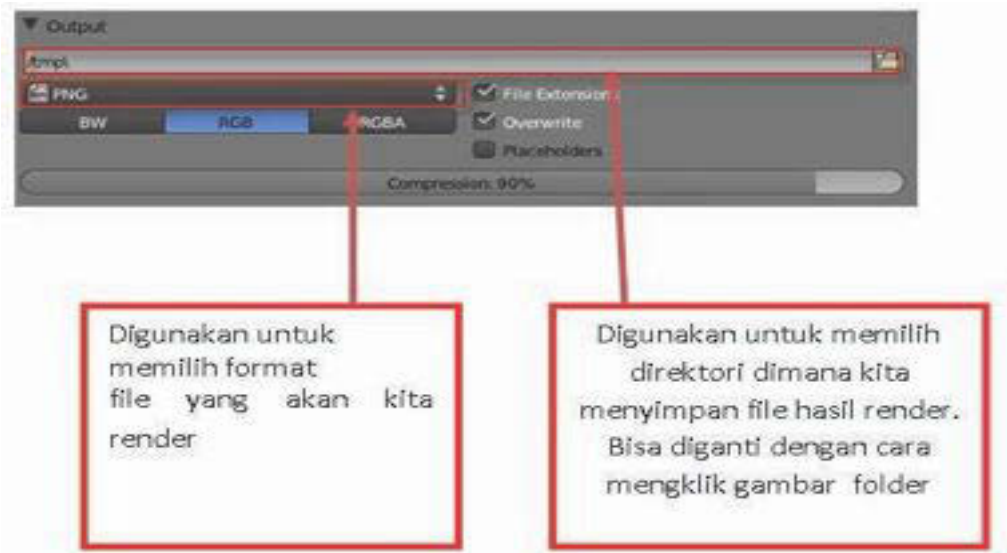 Output
/tmp\
PNG
File Extensions
BW RGB RGBA
Overwrite
Placeholders
Compression: 90%
Digunakan untuk
memilih format
file yang akan kita
render
Digunakan untuk memilih
direktori dimana kita
menyimpan file hasil render.
Bisa diganti dengan cara
mengklik gambar folder